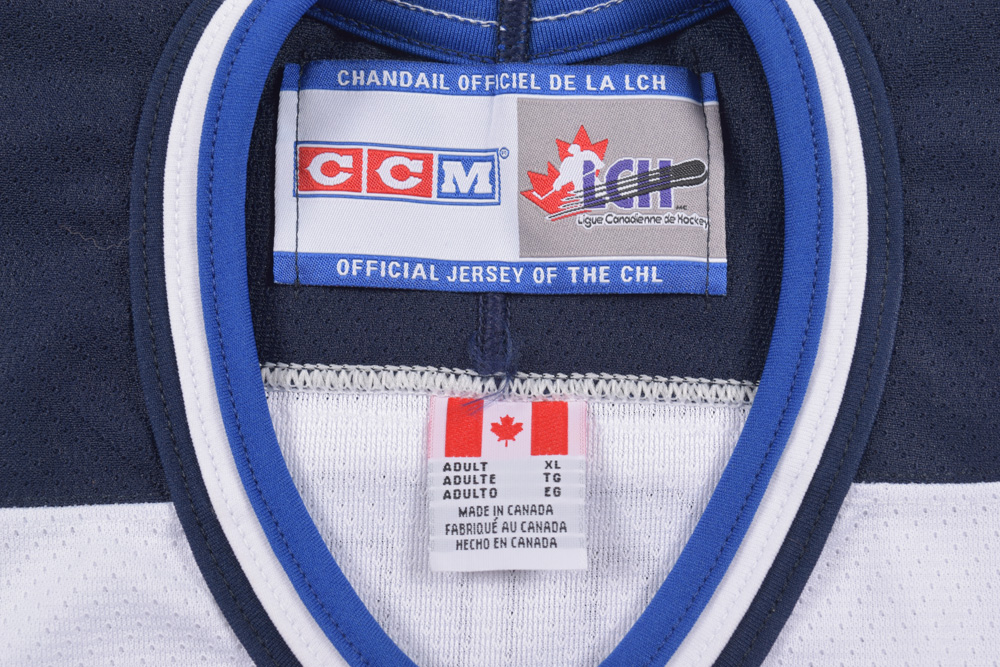 CHANDAIL OFFICIEL DE LA LCH
CCM®
LCH
MC
Ligue Canadienne de Hockey
OFFICIAL JERSEY OF THE CHL
ADULT XL
ADULTE TG
ADULTO EG
MADE IN CANADA
FABRIQUÉ AU CANADA
HECHO EN CANADA